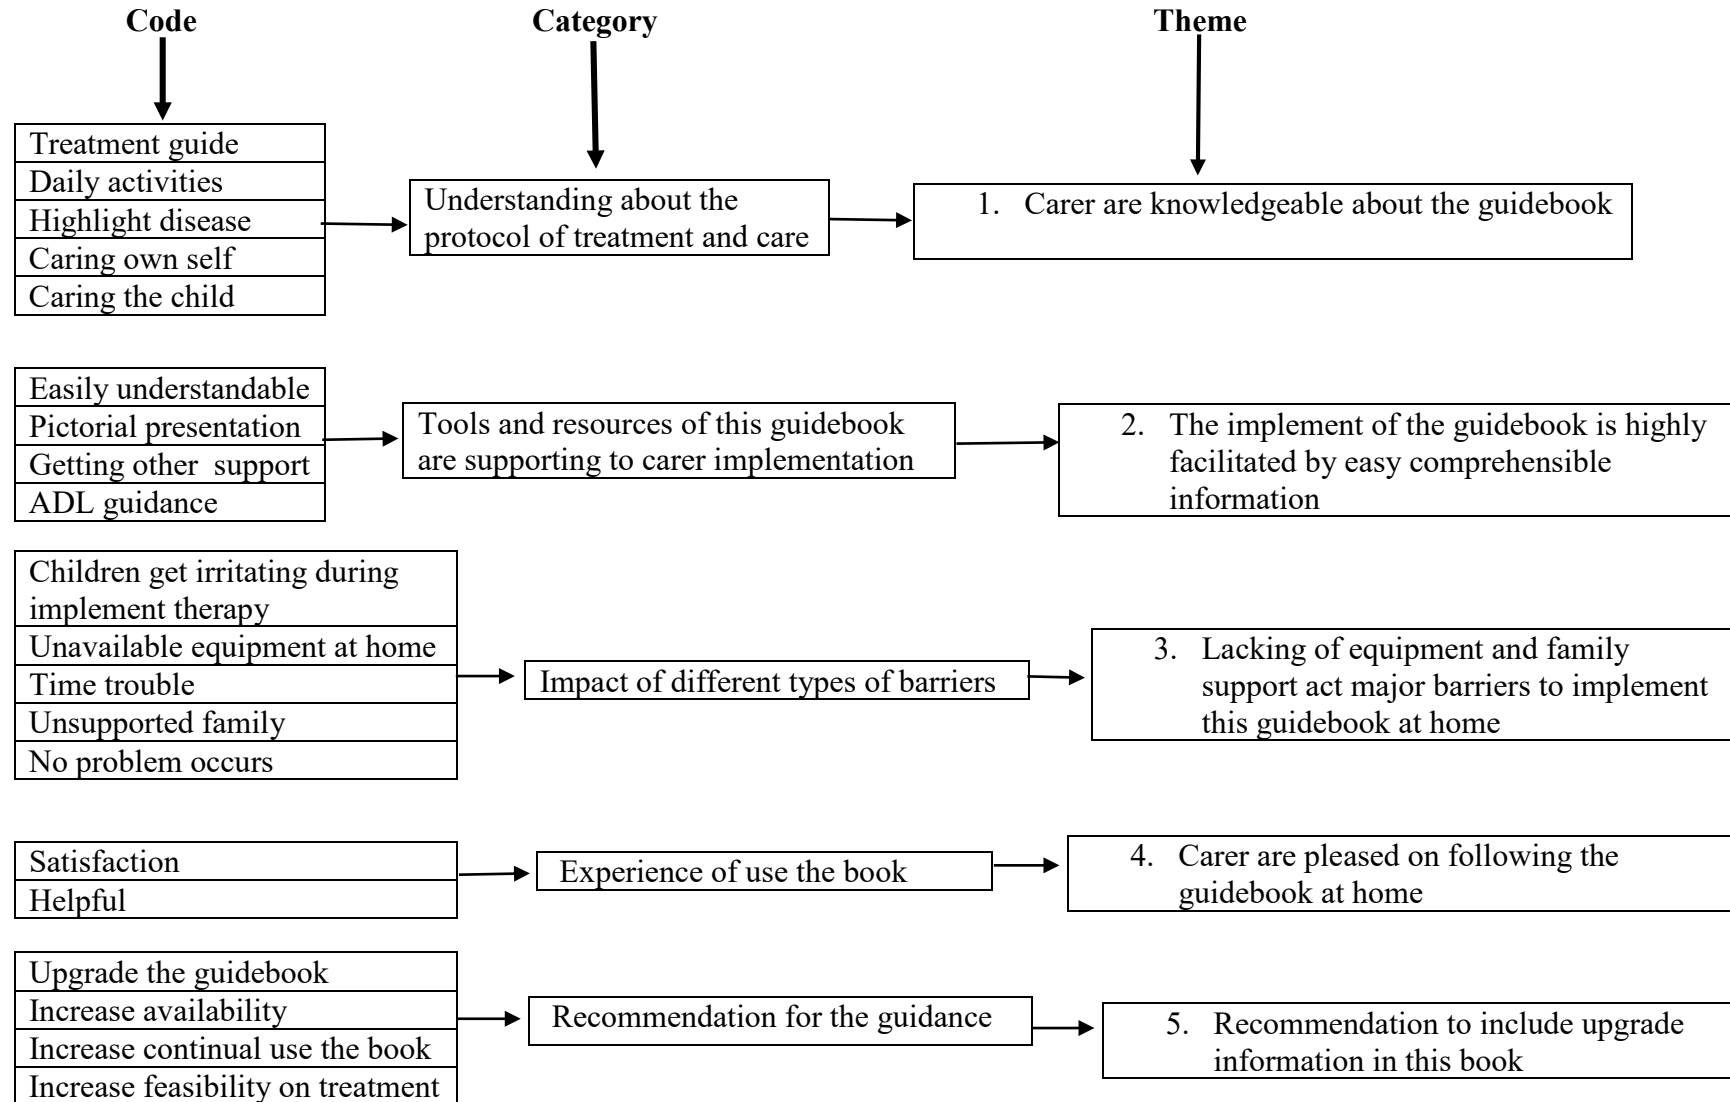 Code
Category
Theme
Treatment guide
Daily activities
Highlight disease
Caring own self
Caring the child
Understanding about the
protocol of treatment and care
1. Carer are knowledgeable about the guidebook
Easily understandable
Pictorial presentation
Getting other support
ADL guidance
Tools and resources of this guidebook
are supporting to carer implementation
2. The implement of the guidebook is highly
facilitated by easy comprehensible
information
Children get irritating during
implement therapy
Unavailable equipment at home
Time trouble
Unsupported family
No problem occurs
Impact of different types of barriers
3. Lacking of equipment and family
support act major barriers to implement
this guidebook at home
Satisfaction
Helpful
Experience of use the book
4. Carer are pleased on following the
guidebook at home
Upgrade the guidebook
Increase availability
Increase continual use the book
Increase feasibility on treatment
Recommendation for the guidance
5. Recommendation to include upgrade
information in this book